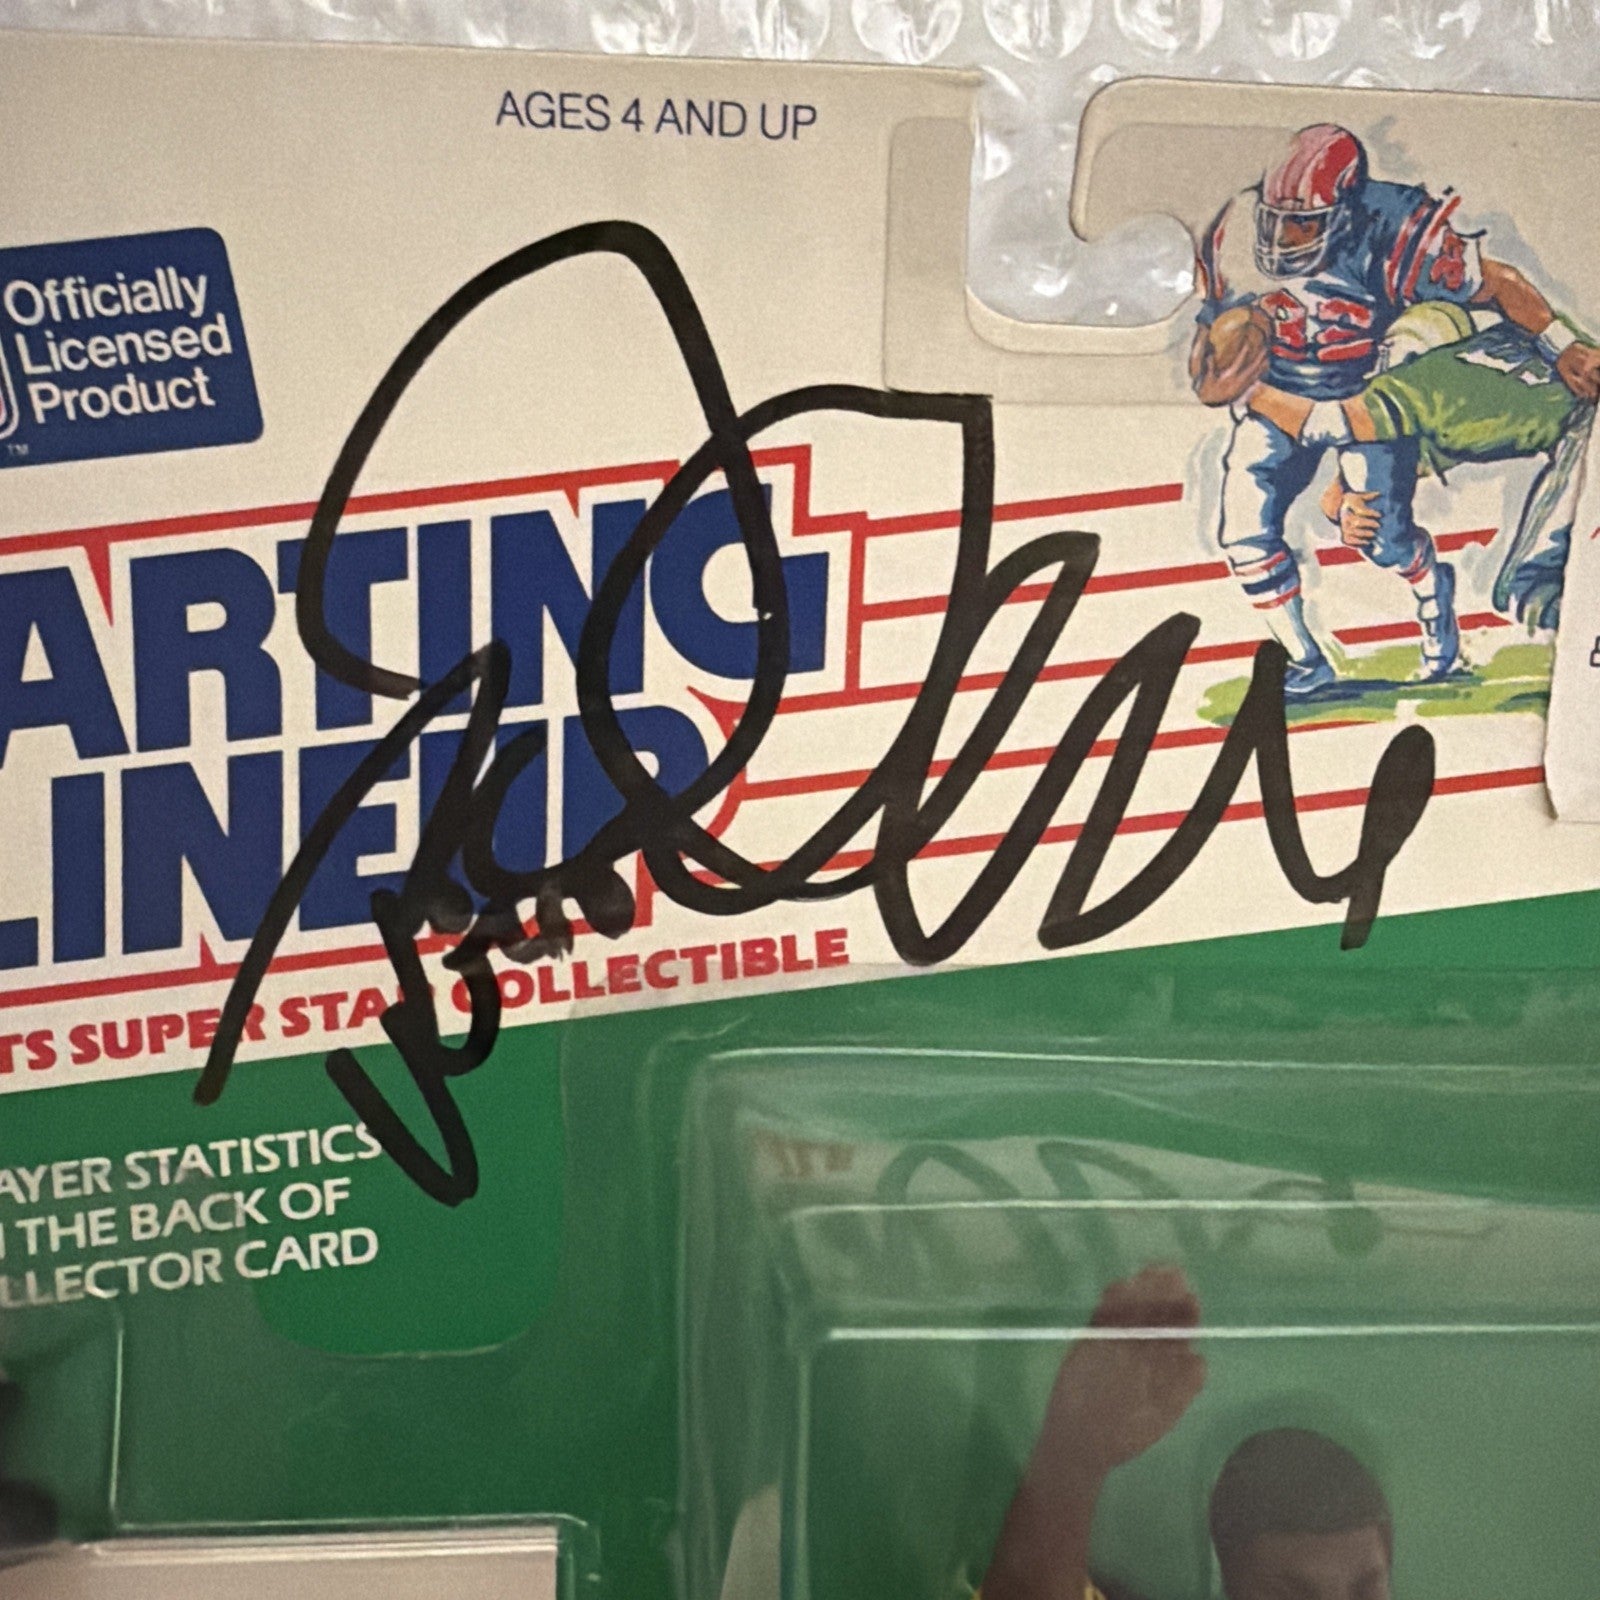 AGES 4 AND UP
Officially
Licensed
Product
TM
ARTING
LINEUP
TS SUPER STAR COLLECTIBLE
AYER STATISTICS
THE BACK OF
LLECTOR CARD